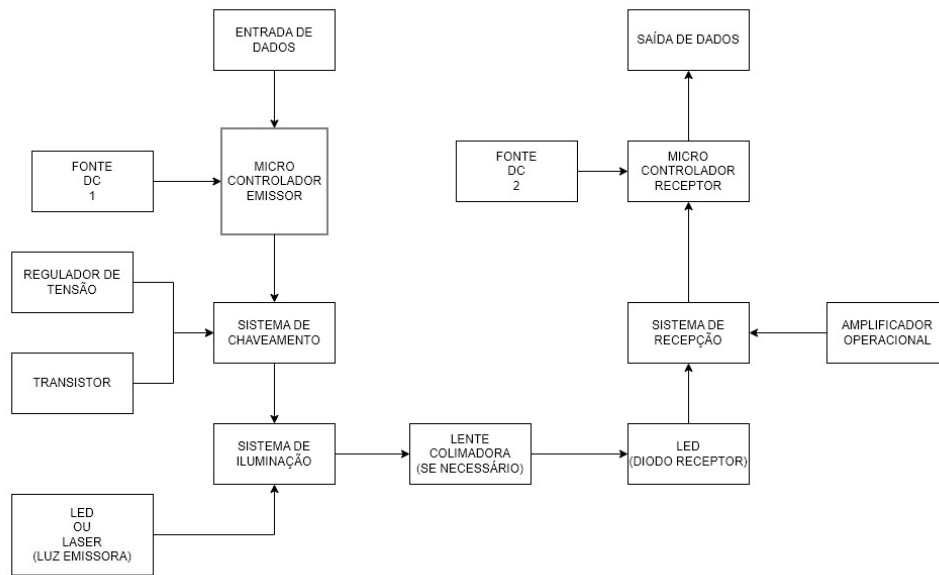 ENTRADA DE
DADOS
SAÍDA DE DADOS
FONTE
DC
1
MICRO
CONTROLADOR
EMISSOR
FONTE
DC
2
MICRO
CONTROLADOR
RECEPTOR
REGULADOR DE
TENSÃO
TRANSISTOR
SISTEMA DE
CHAVEAMENTO
SISTEMA DE
RECEPÇÃO
AMPLIFICADOR
OPERACIONAL
SISTEMA DE
ILUMINAÇÃO
LENTE
COLIMADORA
(SE NECESSÁRIO)
LED
(DIODO RECEPTOR)
LED
OU
LASER
(LUZ EMISSORA)